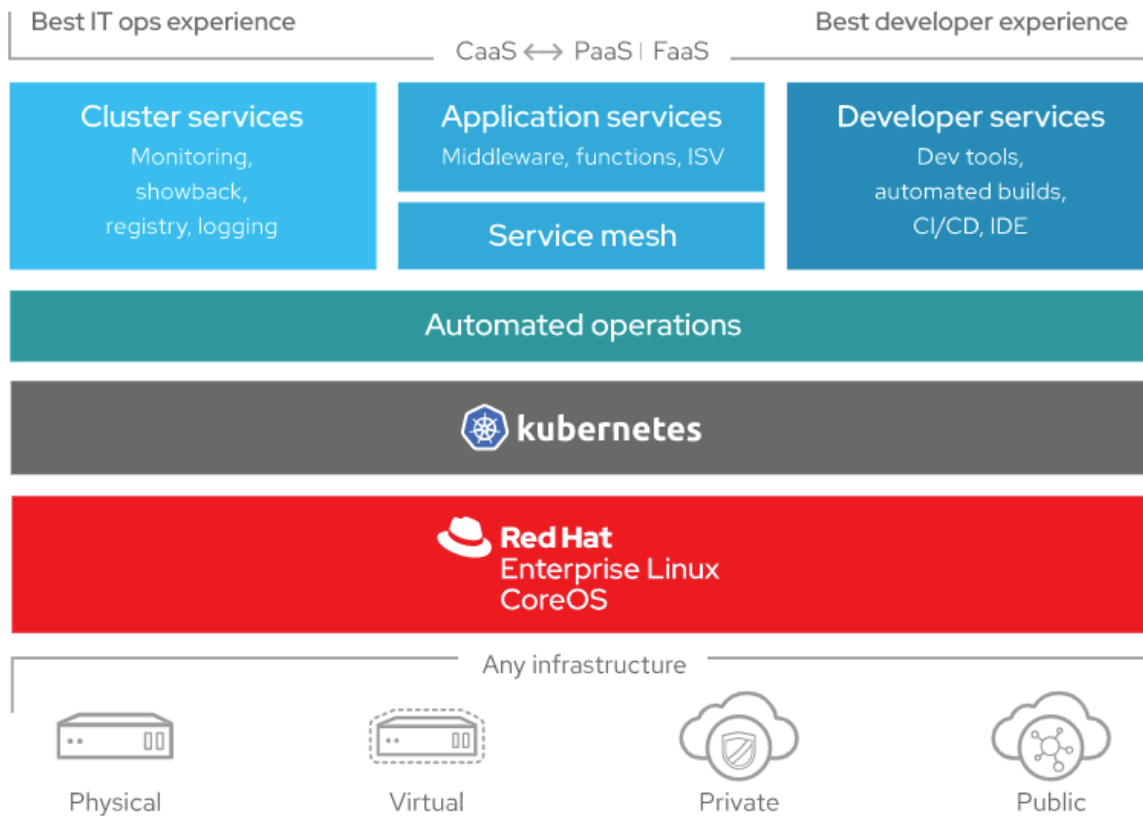 Best IT ops experience
Best developer experience
CaaS ↔ PaaS | FaaS
Cluster services
Monitoring,
showback,
registry, logging
Application services
Middleware, functions, ISV
Service mesh
Developer services
Dev tools,
automated builds,
CI/CD, IDE
Automated operations
kubernetes
Red Hat
Enterprise Linux
CoreOS
Any infrastructure
Physical
Virtual
Private
Public